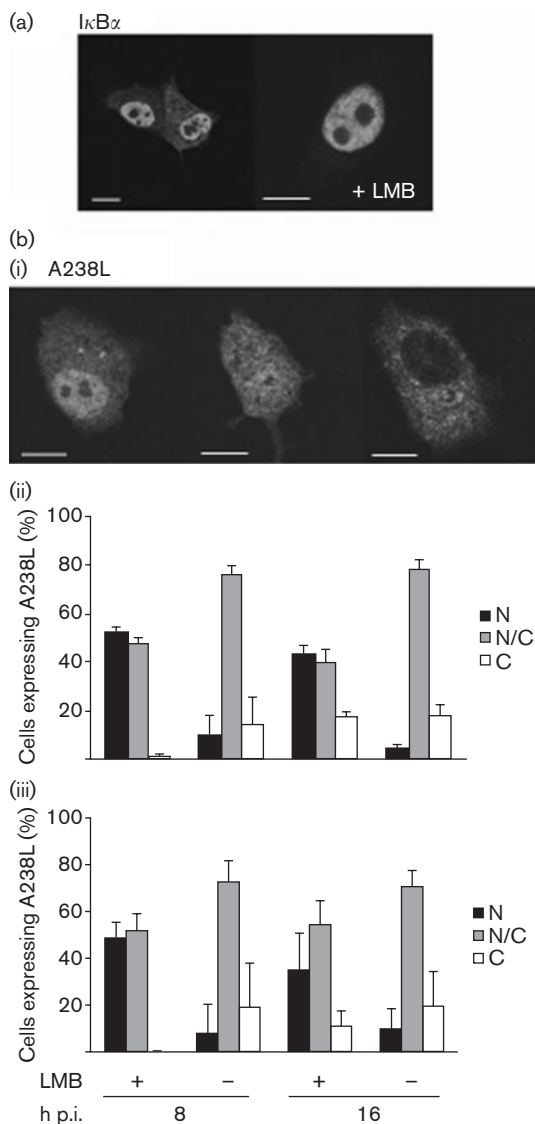 (a)
IκBα
+ LMB
(b)
(i) A238L
(ii)
Cells expressing A238L (%)
100
80
60
40
20
N
N/C
C
(iii)
Cells expressing A238L (%)
100
80
60
40
20
N
N/C
C
LMB + – + –
h p.i. 8 16